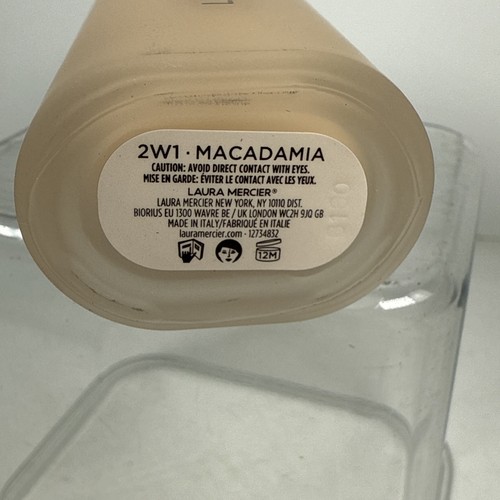 2W1 · MACADAMIA
CAUTION: AVOID DIRECT CONTACT WITH EYES.
MISE EN GARDE: ÉVITER LE CONTACT AVEC LES YEUX.
LAURA MERCIER®
LAURA MERCIER NEW YORK, NY 10110 DIST.
BIORIUS EU 1300 WAVRE BE / UK LONDON WC2H 9JQ GB
MADE IN ITALY/FABRIQUÉ EN ITALIE
lauramercier.com · 12734832
12M